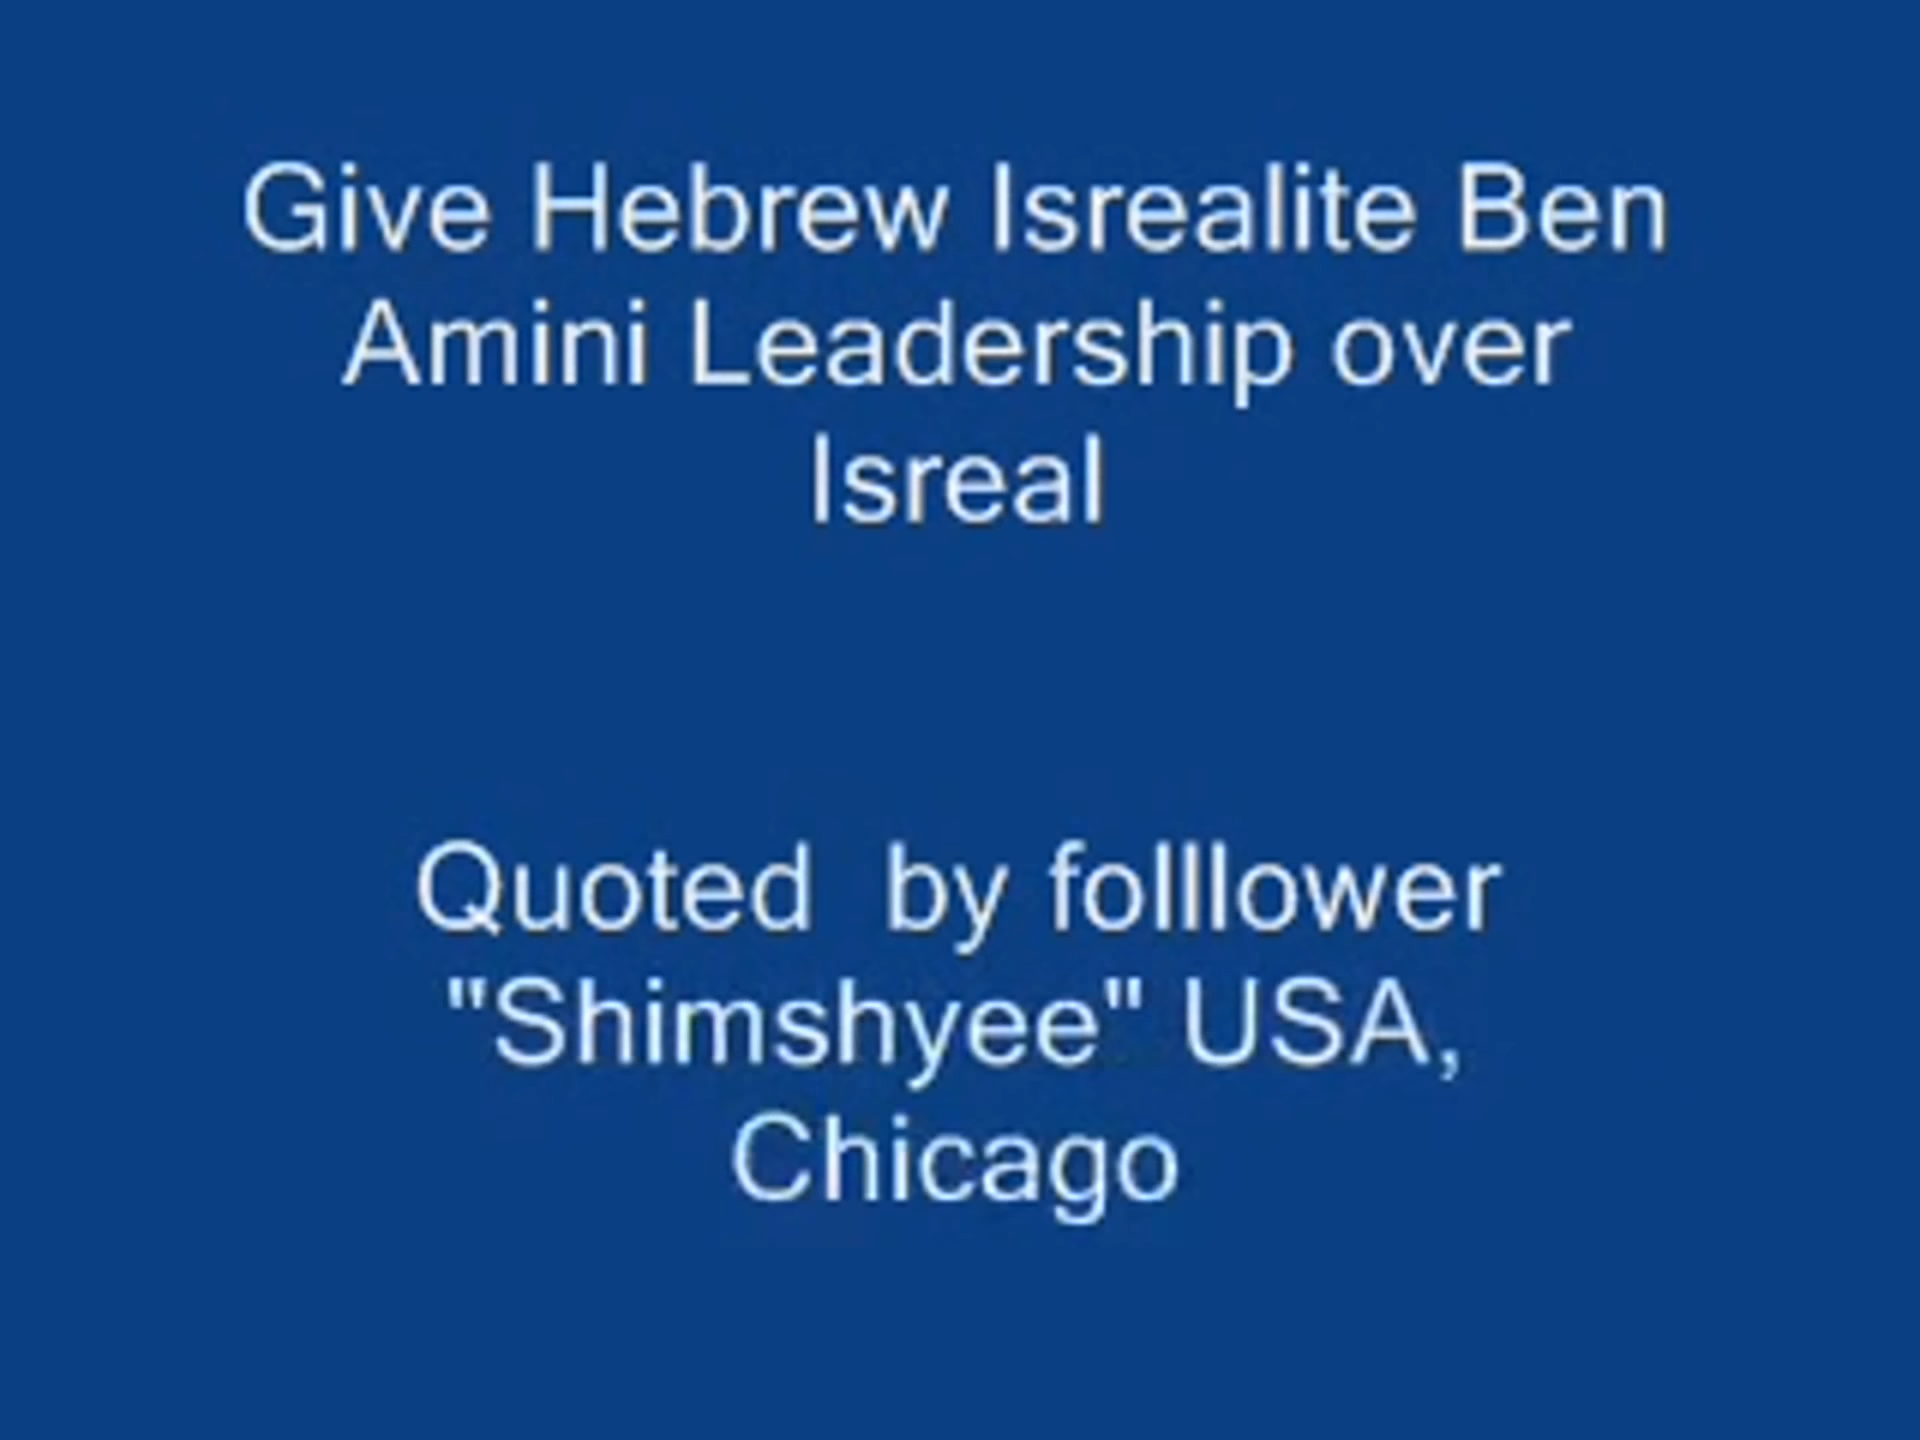 Give Hebrew Isrealite Ben
Amini Leadership over
Isreal
Quoted  by folllower
"Shimshyee" USA,
Chicago